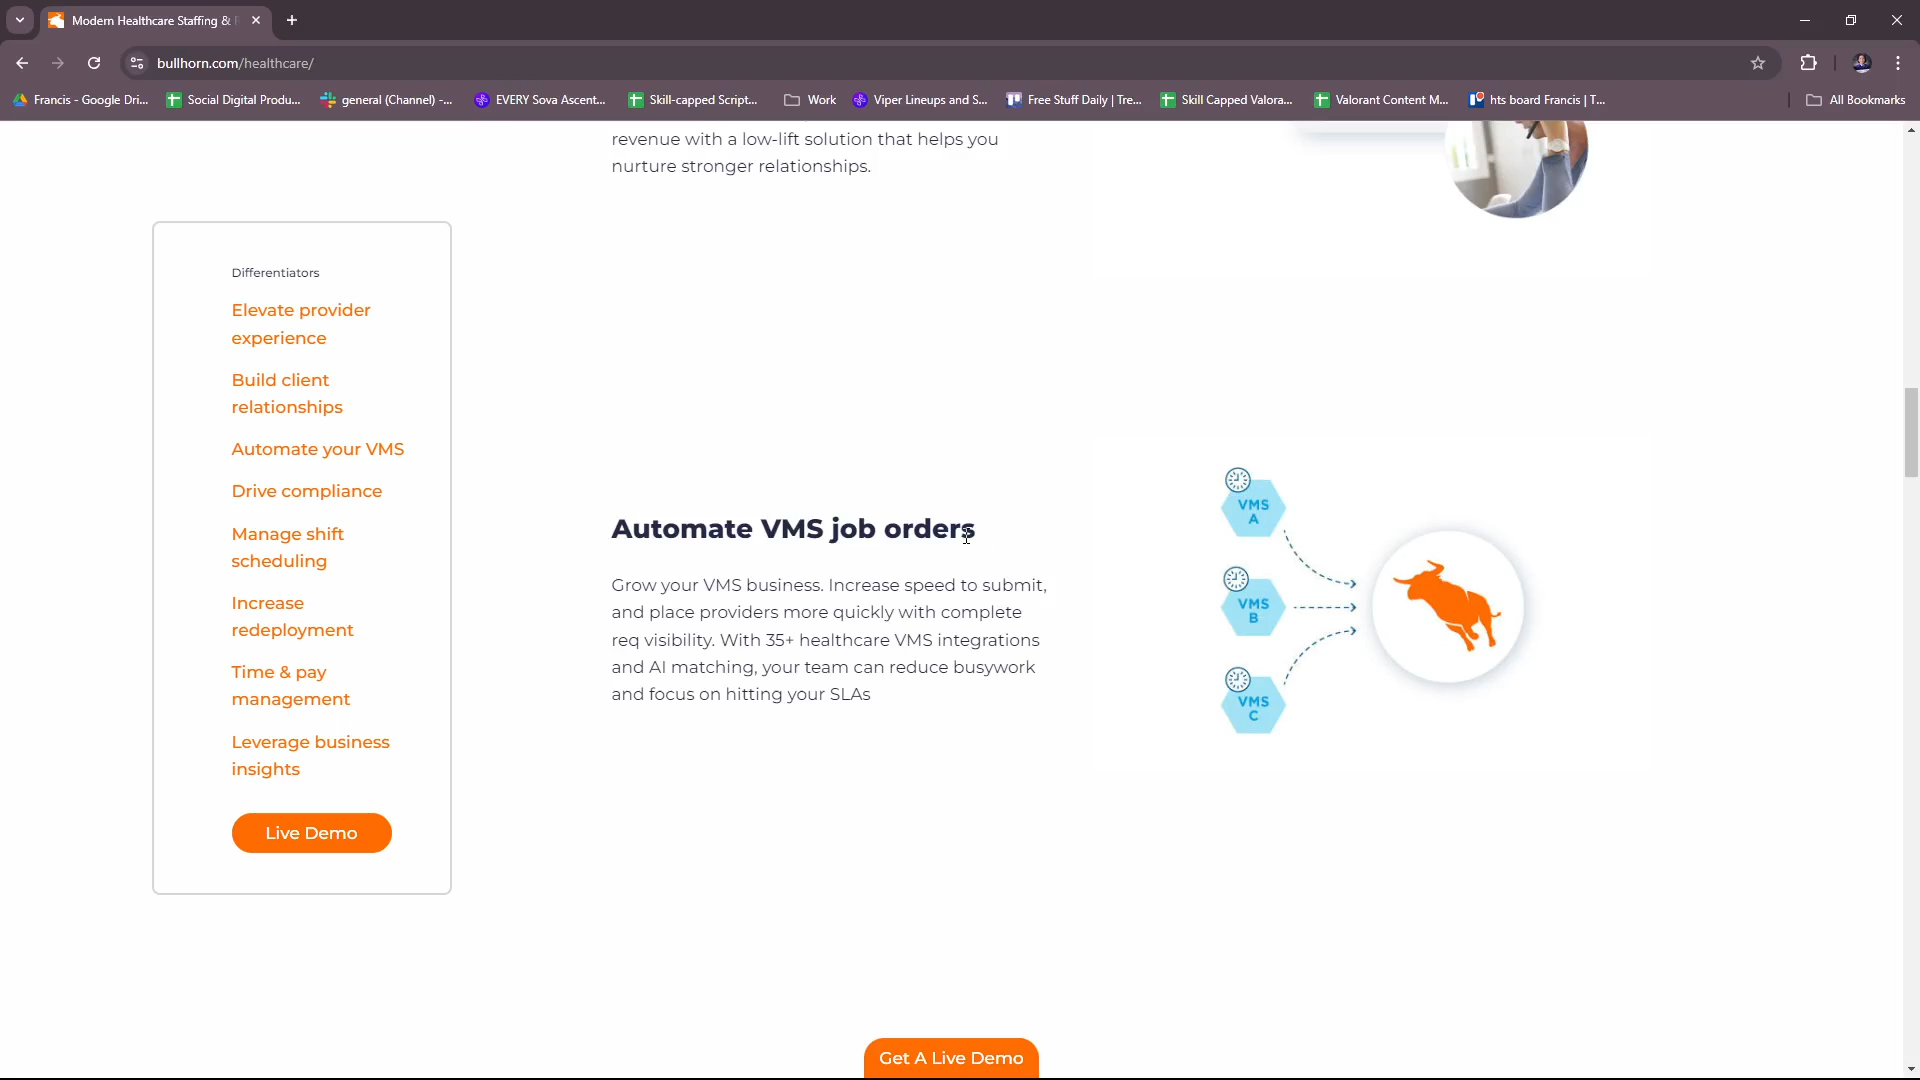 Modern Healthcare Staffing &
bullhorn.com/healthcare/
Francis - Google Dri...
Social Digital Produ...
general (Channel) -...
EVERY Sova Ascent...
Skill-capped Script...
Work
Viper Lineups and S...
Free Stuff Daily | Tre...
Skill Capped Valora...
Valorant Content M...
hts board Francis | T...
All Bookmarks
revenue with a low-lift solution that helps you
nurture stronger relationships.
Differentiators
Elevate provider
experience
Build client
relationships
Automate your VMS
Drive compliance
Manage shift
scheduling
Increase
redeployment
Time & pay
management
Leverage business
insights
Live Demo
Automate VMS job orders
Grow your VMS business. Increase speed to submit,
and place providers more quickly with complete
req visibility. With 35+ healthcare VMS integrations
and AI matching, your team can reduce busywork
and focus on hitting your SLAs
VMS
A
VMS
B
VMS
C
Get A Live Demo